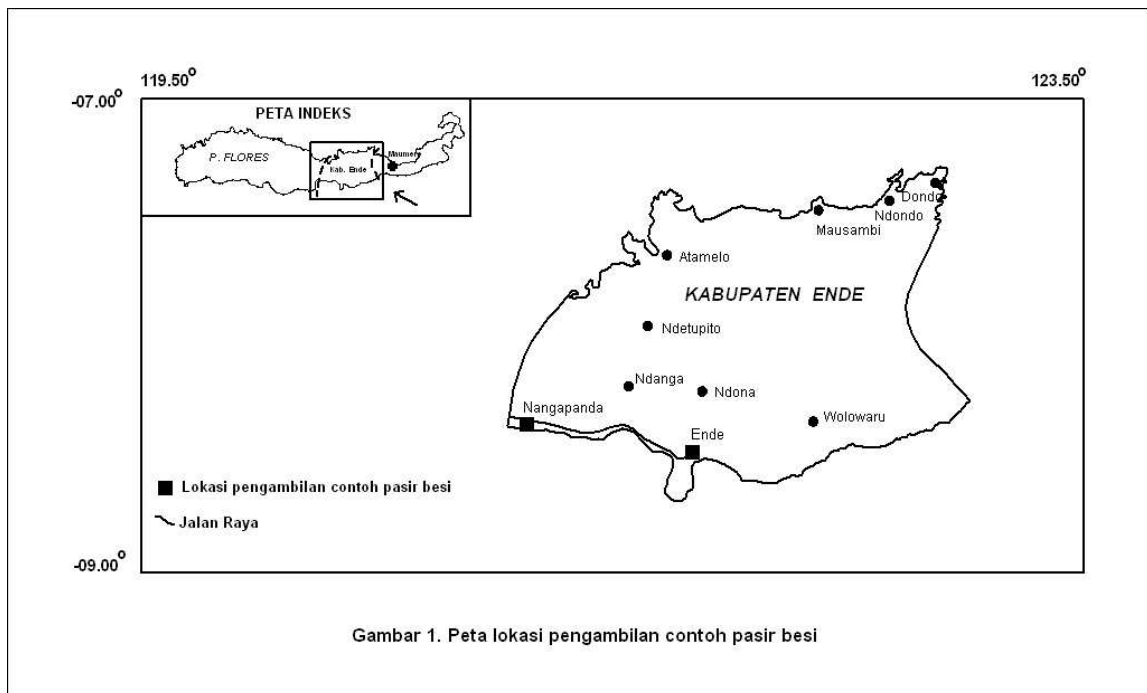 119.50°
123.50°
-07.00°
PETA INDEKS
P. FLORES
Maumere
Kab. Ende
Dondo
Ndondo
Mausambi
Atamelo
KABUPATEN ENDE
Ndetupito
Ndanga
Ndona
Nangapanda
Wolowaru
Ende
Lokasi pengambilan contoh pasir besi
Jalan Raya
-09.00°
Gambar 1. Peta lokasi pengambilan contoh pasir besi